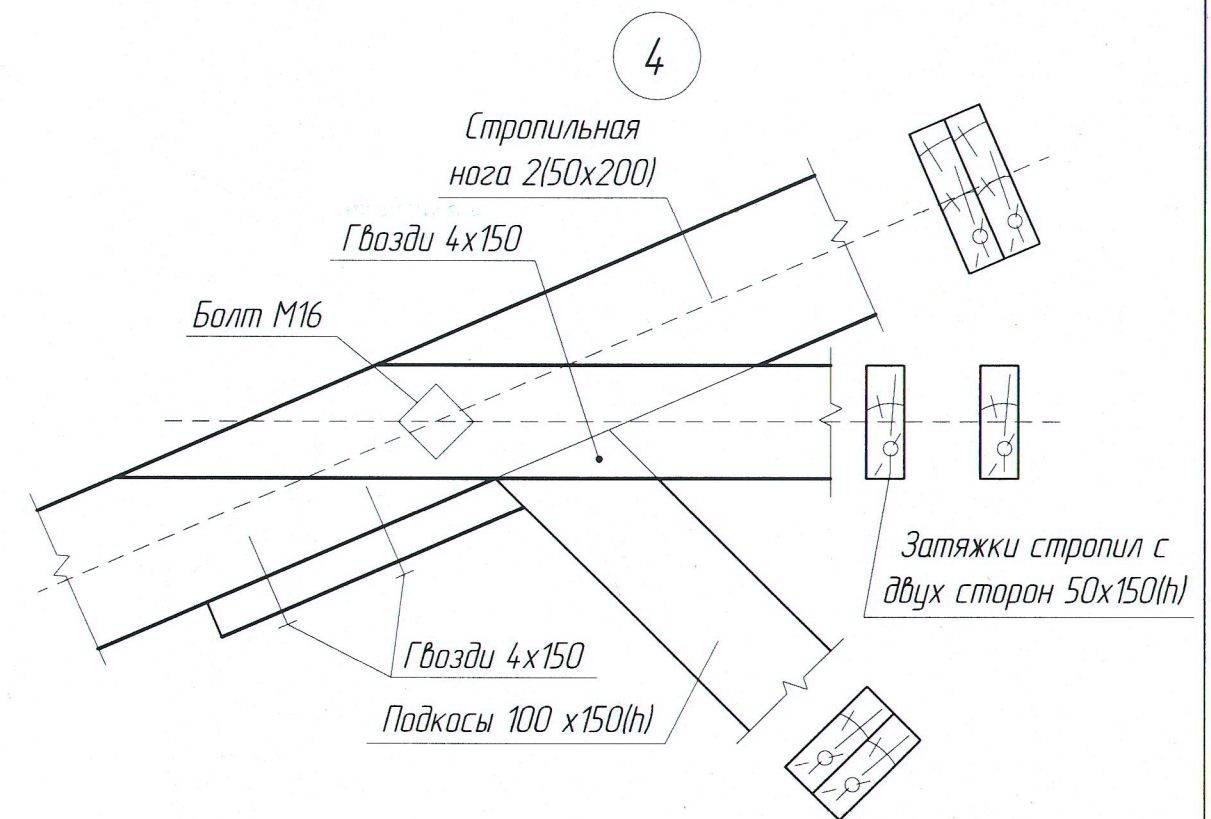 4
Стропильная
нога 2(50х200)
Гвозди 4х150
Болт М16
Затяжки стропил с
двух сторон 50х150(h)
Гвозди 4х150
Подкосы 100 х150(h)